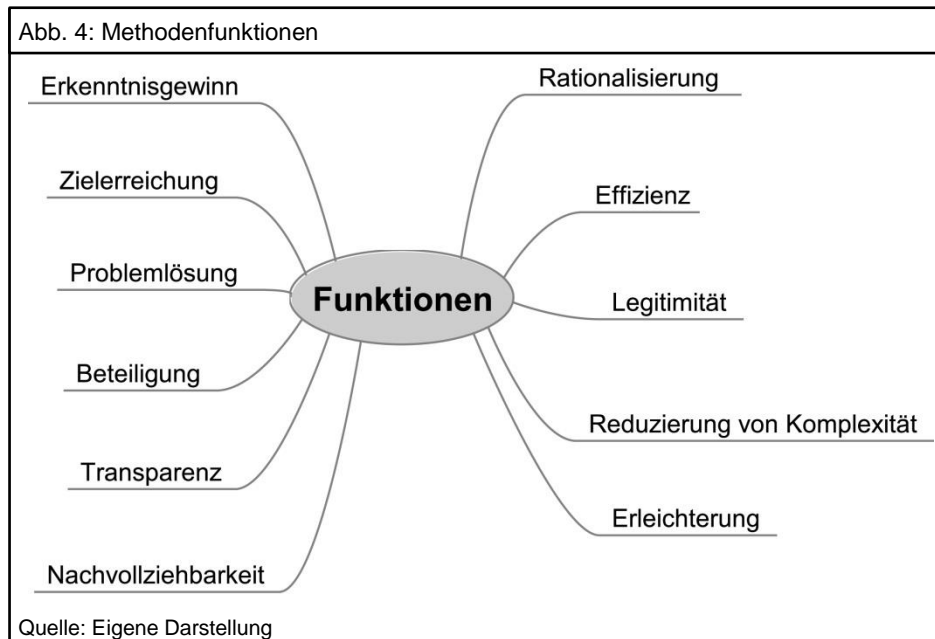 Abb. 4: Methodenfunktionen
Erkenntnisgewinn
Zielerreichung
Problemlösung
Beteiligung
Transparenz
Nachvollziehbarkeit
Funktionen
Rationalisierung
Effizienz
Legitimität
Reduzierung von Komplexität
Erleichterung
Quelle: Eigene Darstellung